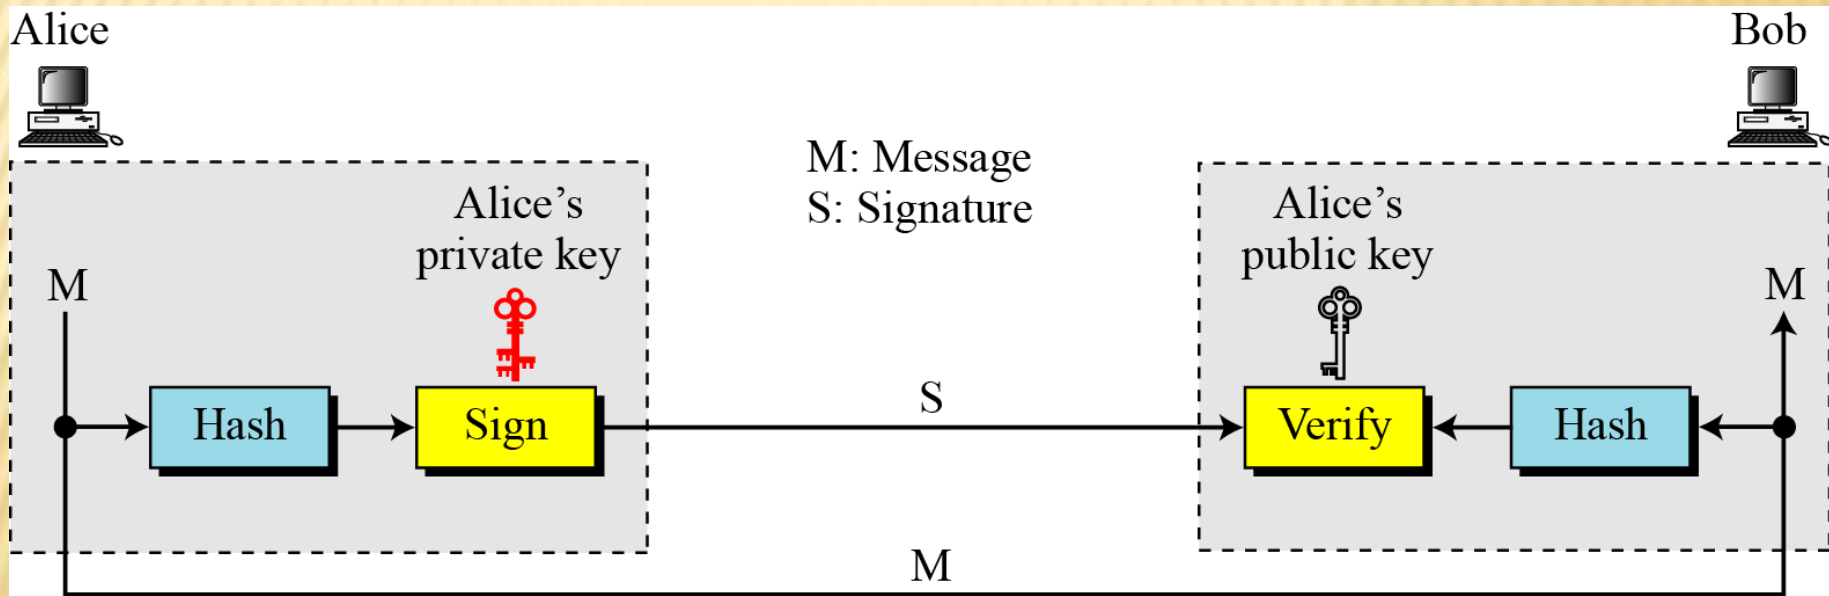 Alice
Bob
M: Message
S: Signature
Alice’s
private key
Alice’s
public key
M
M
Hash
Sign
S
Verify
Hash
M